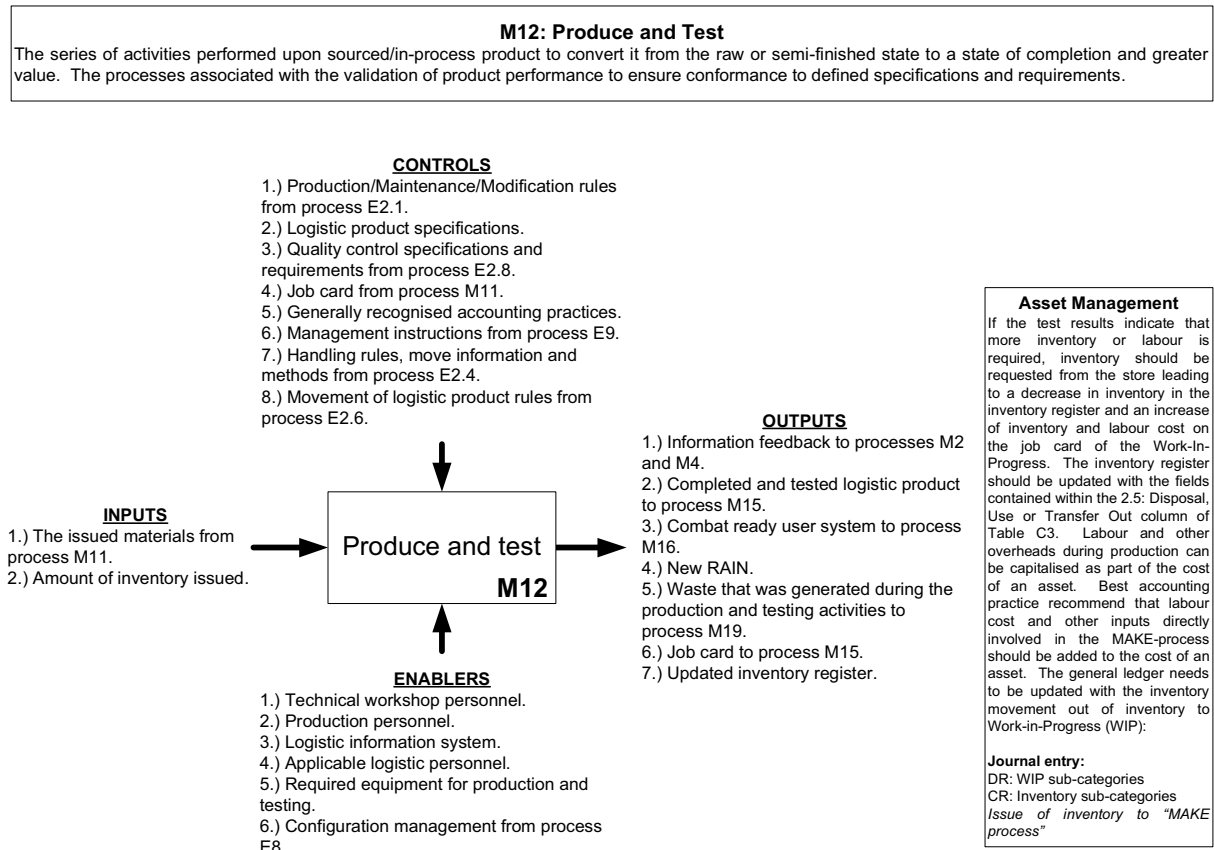 M12: Produce and Test
The series of activities performed upon sourced/in-process product to convert it from the raw or semi-finished state to a state of completion and greater
value. The processes associated with the validation of product performance to ensure conformance to defined specifications and requirements.
CONTROLS
1.) Production/Maintenance/Modification rules
from process E2.1.
2.) Logistic product specifications.
3.) Quality control specifications and
requirements from process E2.8.
4.) Job card from process M11.
5.) Generally recognised accounting practices.
6.) Management instructions from process E9.
7.) Handling rules, move information and
methods from process E2.4.
8.) Movement of logistic product rules from
process E2.6.
INPUTS
1.) The issued materials from
process M11.
2.) Amount of inventory issued.
Produce and test
M12
OUTPUTS
1.) Information feedback to processes M2
and M4.
2.) Completed and tested logistic product
to process M15.
3.) Combat ready user system to process
M16.
4.) New RAIN.
5.) Waste that was generated during the
production and testing activities to
process M19.
6.) Job card to process M15.
7.) Updated inventory register.
ENABLERS
1.) Technical workshop personnel.
2.) Production personnel.
3.) Logistic information system.
4.) Applicable logistic personnel.
5.) Required equipment for production and
testing.
6.) Configuration management from process
E8
Asset Management
If the test results indicate that
more inventory or labour is
required, inventory should be
requested from the store leading
to a decrease in inventory in the
inventory register and an increase
of inventory and labour cost on
the job card of the Work-In-
Progress. The inventory register
should be updated with the fields
contained within the 2.5: Disposal,
Use or Transfer Out column of
Table C3. Labour and other
overheads during production can
be capitalised as part of the cost
of an asset. Best accounting
practice recommend that labour
cost and other inputs directly
involved in the MAKE-process
should be added to the cost of an
asset. The general ledger needs
to be updated with the inventory
movement out of inventory to
Work-in-Progress (WIP):
Journal entry:
DR: WIP sub-categories
CR: Inventory sub-categories
Issue of inventory to “MAKE
process”